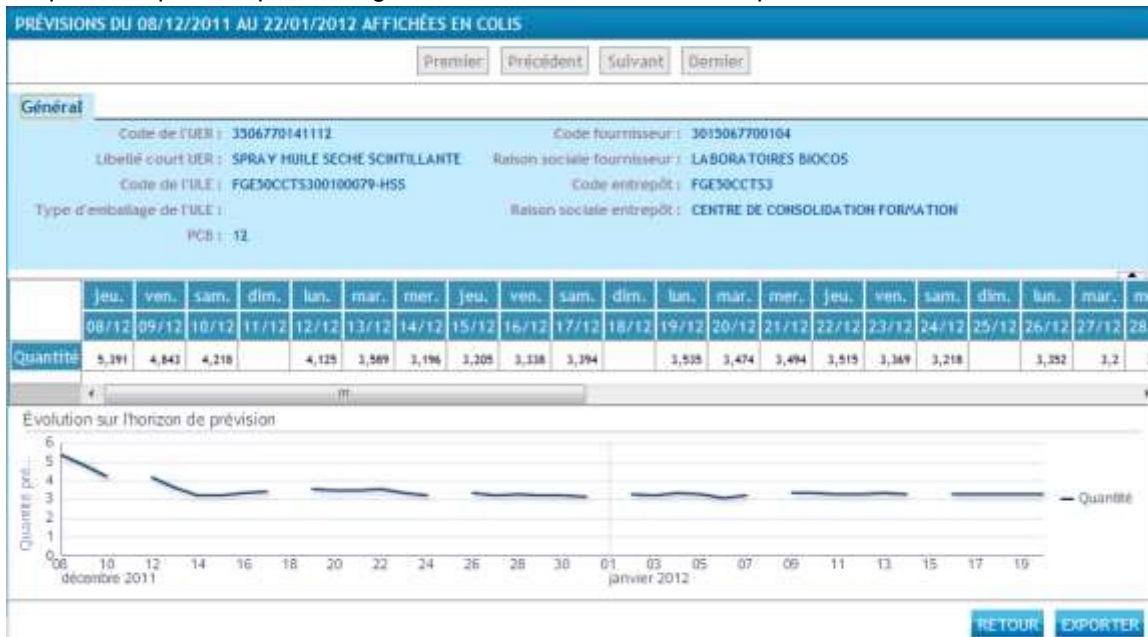 PRÉVISIONS DU 08/12/2011 AU 22/01/2012 AFFICHÉES EN COLIS
Premier Précédent Suivant Dernier
Général
Code de l'UER : 3506770141112 Code fournisseur : 3015067700104
Libellé court UER : SPRAY HUILE SECHE SCINTILLANTE Raison sociale fournisseur : LABORATOIRES BIOCOS
Code de l'ULE : FGE50CCTS300100079-HSS Code entrepôt : FGE50CCTS3
Type d'emballage de l'ULE : Raison sociale entrepôt : CENTRE DE CONSOLIDATION FORMATION
PCB : 12
jeu. ven. sam. dim. lun. mar. mer. jeu. ven. sam. dim. lun. mar. mer. jeu. ven. sam. dim. lun. mar.
08/12 09/12 10/12 11/12 12/12 13/12 14/12 15/12 16/12 17/12 18/12 19/12 20/12 21/12 22/12 23/12 24/12 25/12 26/12 27/12
Quantité 5,391 4,843 4,218 4,125 3,569 3,196 3,205 3,338 3,394 3,535 3,474 3,494 3,515 3,369 3,218 3,352 3,2
Évolution sur l'horizon de prévision
6
5
4
3
2
1
0
Quantité pré...
Quantité
08 10 12 14 16 18 20 22 24 26 28 30 01 03 05 07 09 11 13 15 17 19
décembre 2011 janvier 2012
RETOUR EXPORTER